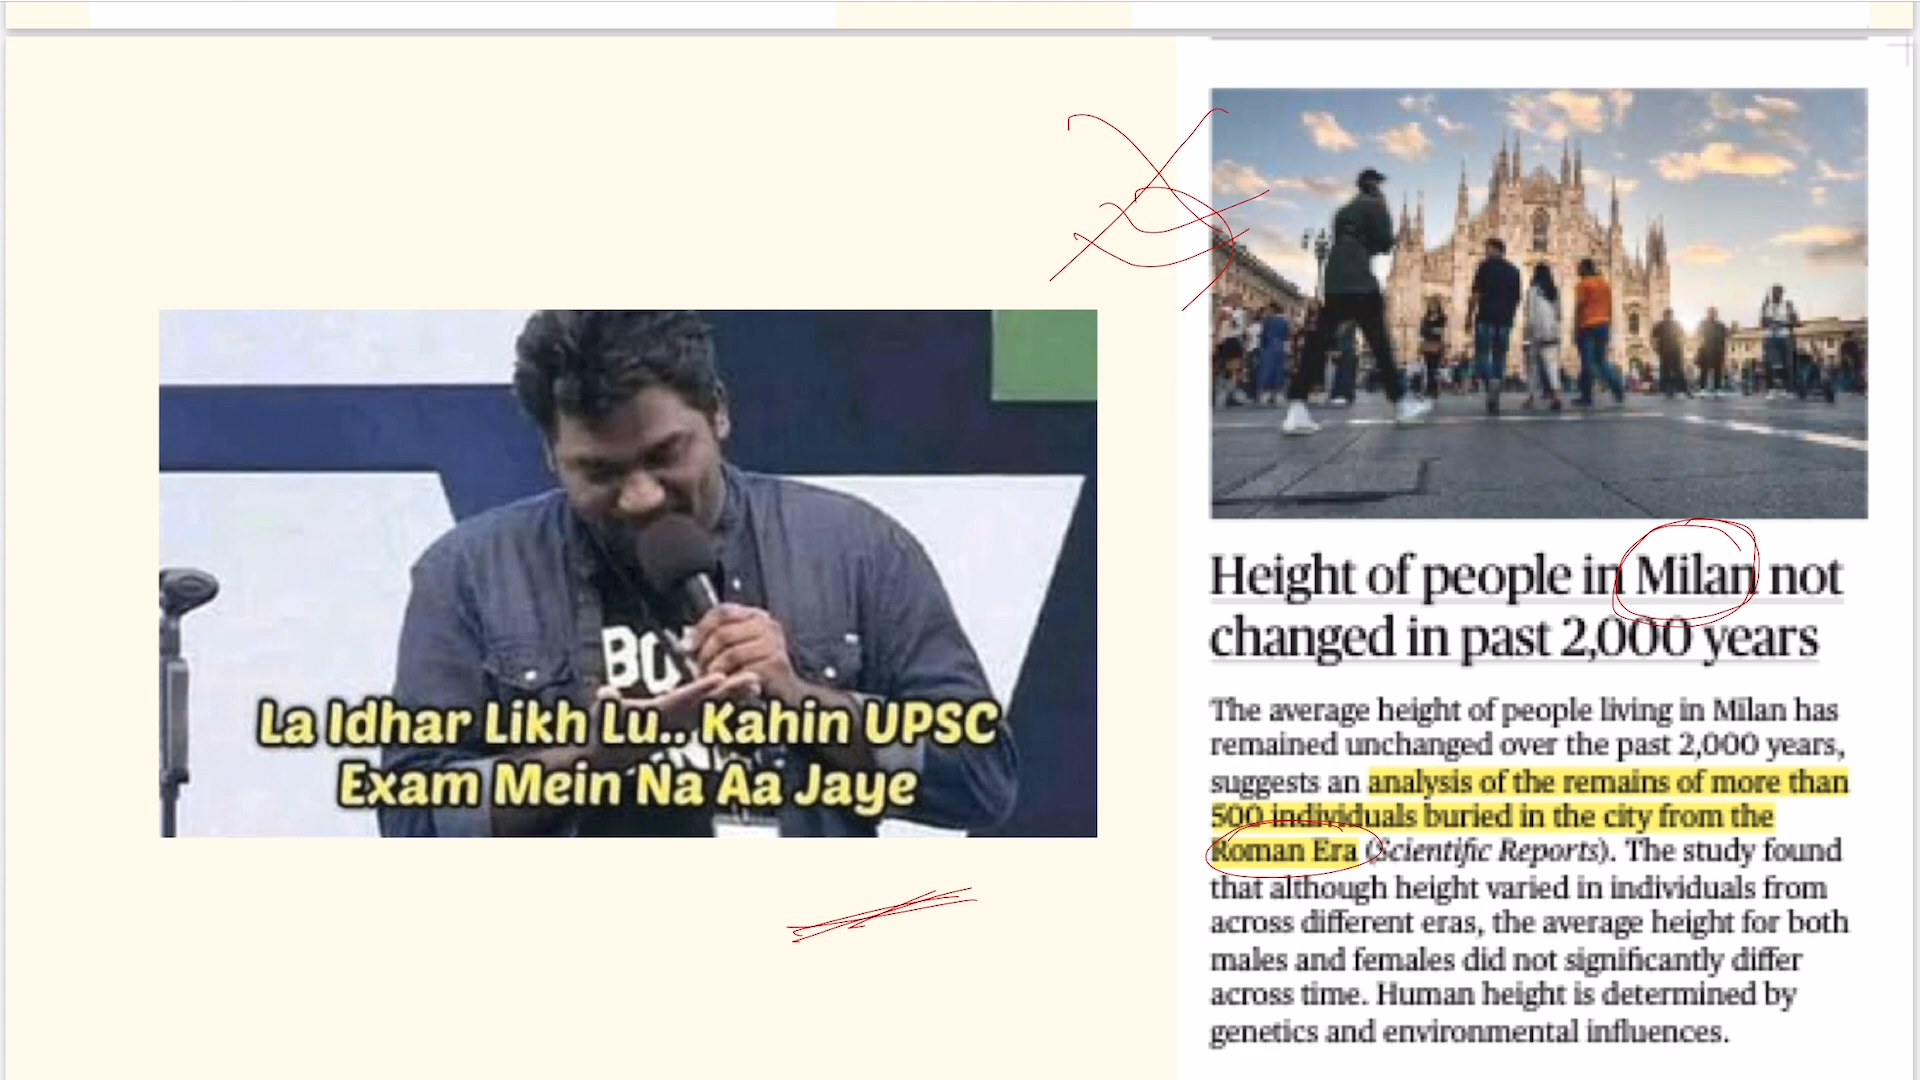 BOY
La Idhar Likh Lu.. Kahin UPSC
Exam Mein Na Aa Jaye
Height of people in Milan not
changed in past 2,000 years
The average height of people living in Milan has
remained unchanged over the past 2,000 years,
suggests an analysis of the remains of more than
500 individuals buried in the city from the
Roman Era (Scientific Reports). The study found
that although height varied in individuals from
across different eras, the average height for both
males and females did not significantly differ
across time. Human height is determined by
genetics and environmental influences.